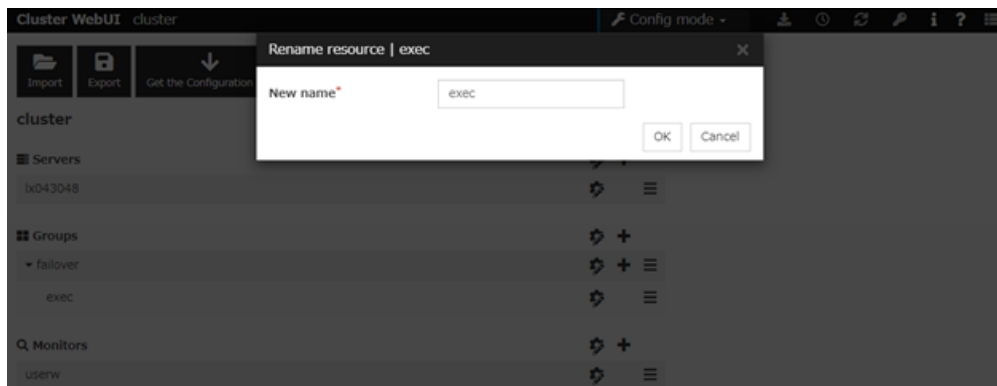 Cluster WebUI cluster Config mode
Rename resource | exec
Import Export Get the Configuration
New name* exec
OK Cancel
cluster
Servers
lx043048
Groups
failover
exec
Monitors
userw